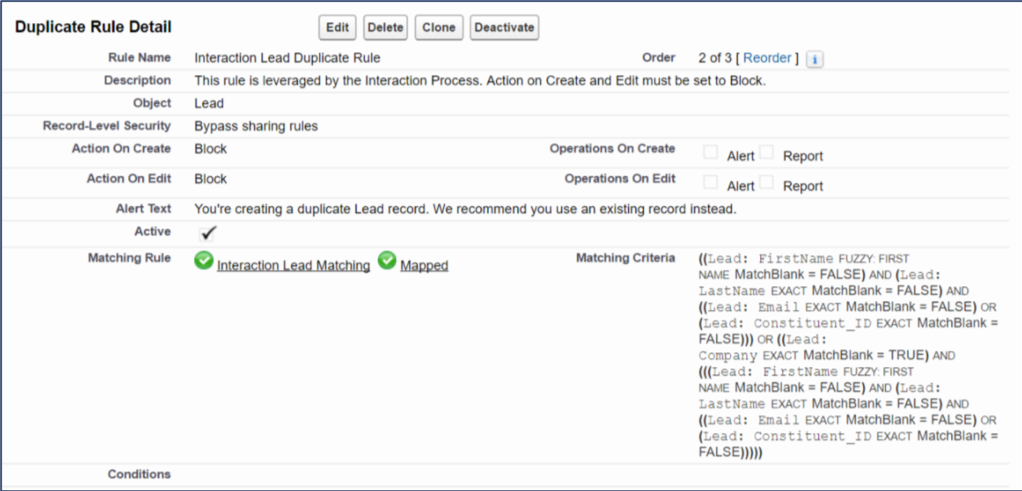 Duplicate Rule Detail Edit Delete Clone Deactivate
Rule Name Interaction Lead Duplicate Rule Order 2 of 3 [ Reorder ] i
Description This rule is leveraged by the Interaction Process. Action on Create and Edit must be set to Block.
Object Lead
Record-Level Security Bypass sharing rules
Action On Create Block Operations On Create Alert Report
Action On Edit Block Operations On Edit Alert Report
Alert Text You're creating a duplicate Lead record. We recommend you use an existing record instead.
Active
Matching Rule Interaction Lead Matching Mapped Matching Criteria ((Lead: FirstName FUZZY: FIRST
NAME MatchBlank = FALSE) AND (Lead:
LastName EXACT MatchBlank = FALSE) AND
((Lead: Email EXACT MatchBlank = FALSE) OR
(Lead: Constituent_ID EXACT MatchBlank =
FALSE))) OR ((Lead:
Company EXACT MatchBlank = TRUE) AND
(((Lead: FirstName FUZZY: FIRST
NAME MatchBlank = FALSE) AND (Lead:
LastName EXACT MatchBlank = FALSE) AND
((Lead: Email EXACT MatchBlank = FALSE) OR
(Lead: Constituent_ID EXACT MatchBlank =
FALSE)))))
Conditions